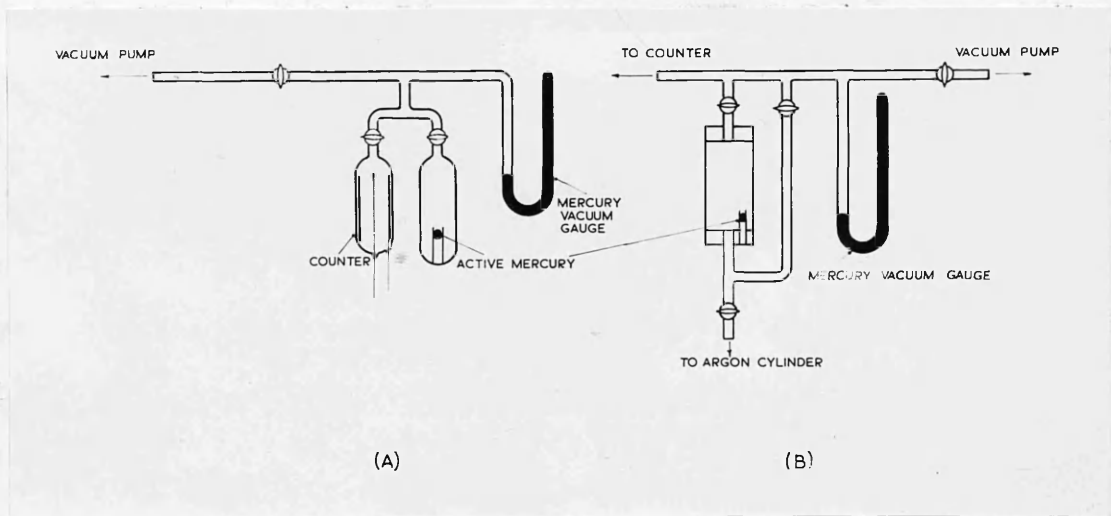 VACUUM PUMP
MERCURY
VACUUM
GAUGE
COUNTER
ACTIVE MERCURY
(A)
TO COUNTER
VACUUM PUMP
MERCURY VACUUM GAUGE
TO ARGON CYLINDER
(B)